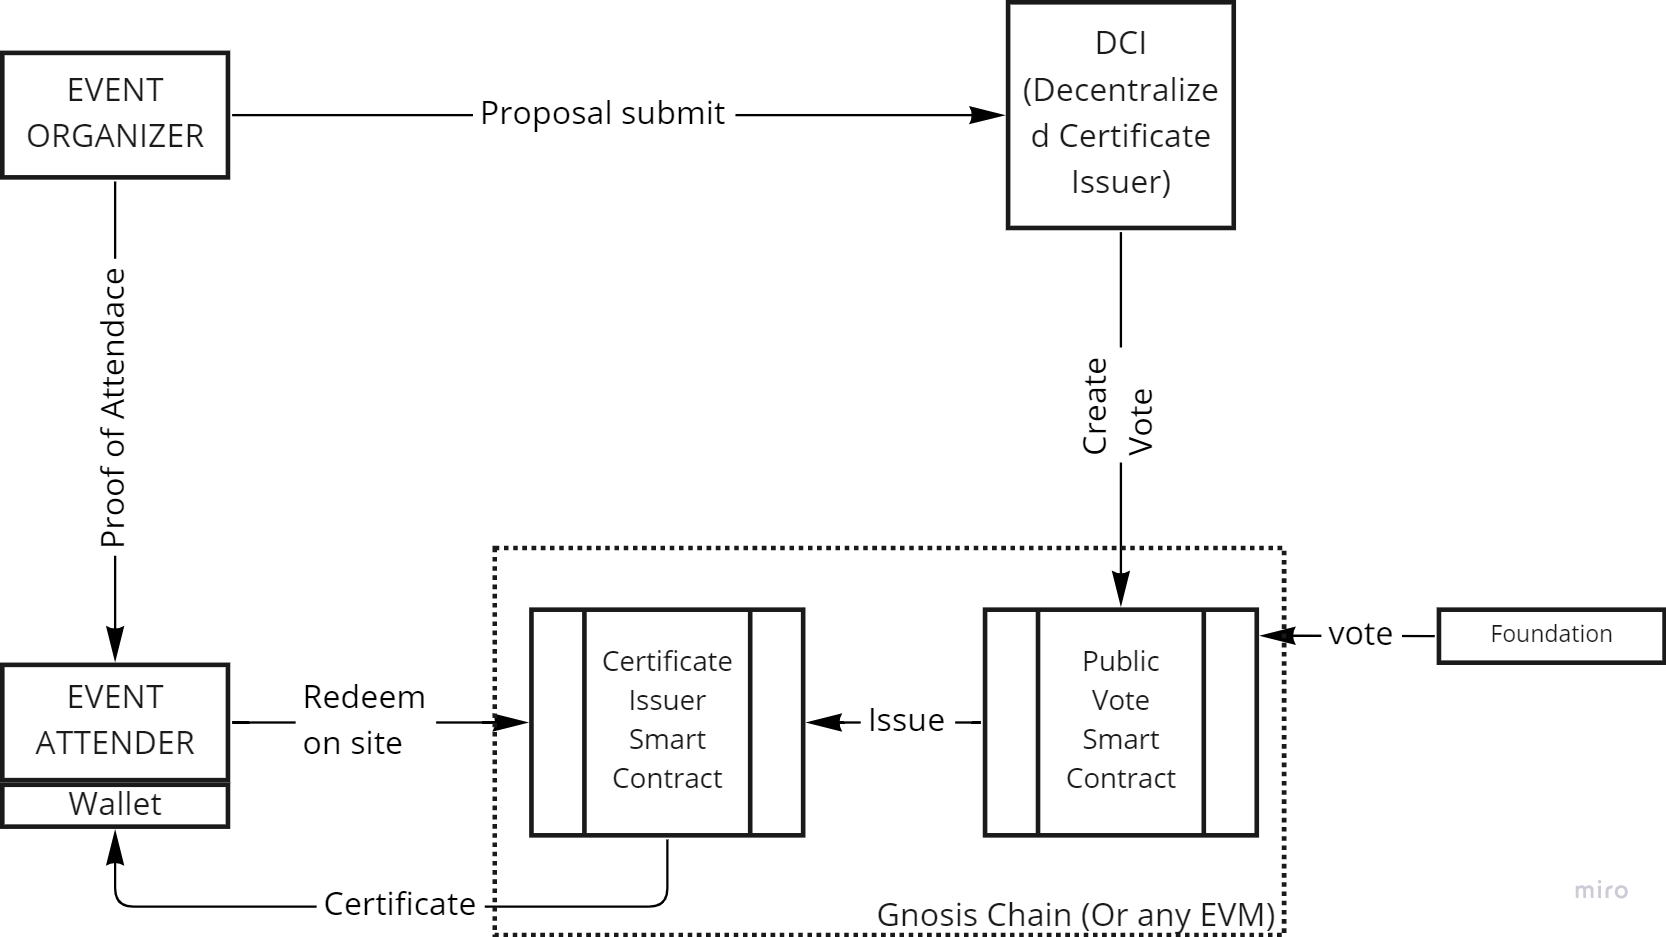 EVENT
ORGANIZER
Proposal submit
DCI
(Decentralize
d Certificate
Issuer)
Proof of Attendace
Create
Vote
EVENT
ATTENDER
Wallet
Redeem
on site
Certificate
Issuer
Smart
Contract
Issue
Public
Vote
Smart
Contract
vote
Foundation
Certificate
Gnosis Chain (Or any EVM)
miro